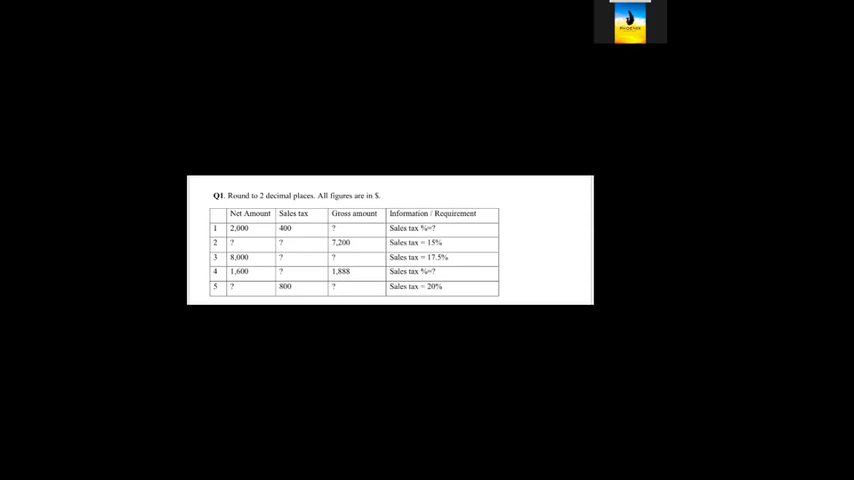 PHOENIX
Q1. Round to 2 decimal places. All figures are in $.
Net Amount Sales tax Gross amount Information / Requirement
1 2,000 400 ? Sales tax %=?
2 ? ? 7,200 Sales tax = 15%
3 8,000 ? ? Sales tax = 17.5%
4 1,600 ? 1,888 Sales tax %=?
5 ? 800 ? Sales tax = 20%